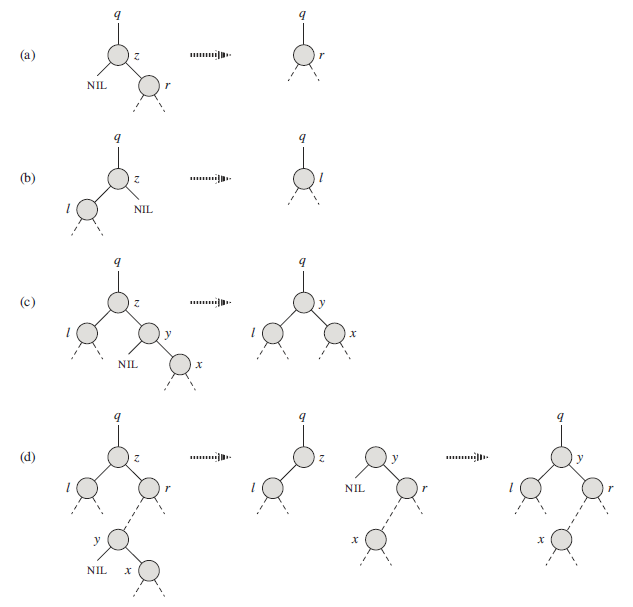 q q
(a) z r
NIL r
q q
(b) z l
l NIL
q q
(c) z y
l y l x
NIL x
q q q
(d) z z y y
l r l NIL r l r
y x x
NIL x